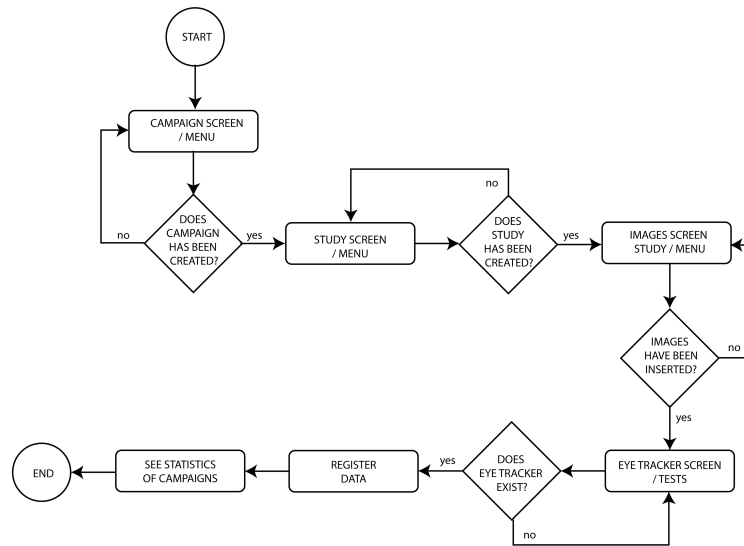 START
CAMPAIGN SCREEN
/ MENU
DOES
CAMPAIGN
HAS BEEN
CREATED?
no
yes
STUDY SCREEN
/ MENU
no
DOES
STUDY
HAS BEEN
CREATED?
yes
IMAGES SCREEN
STUDY / MENU
IMAGES
HAVE BEEN
INSERTED?
no
yes
EYE TRACKER SCREEN
/ TESTS
DOES
EYE TRACKER
EXIST?
no
yes
REGISTER
DATA
SEE STATISTICS
OF CAMPAIGNS
END